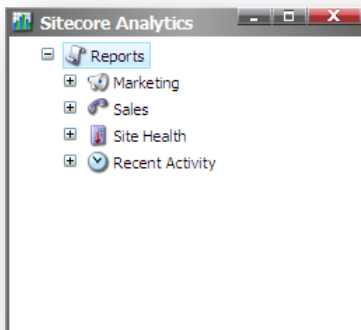 Sitecore Analytics
Reports
Marketing
Sales
Site Health
Recent Activity